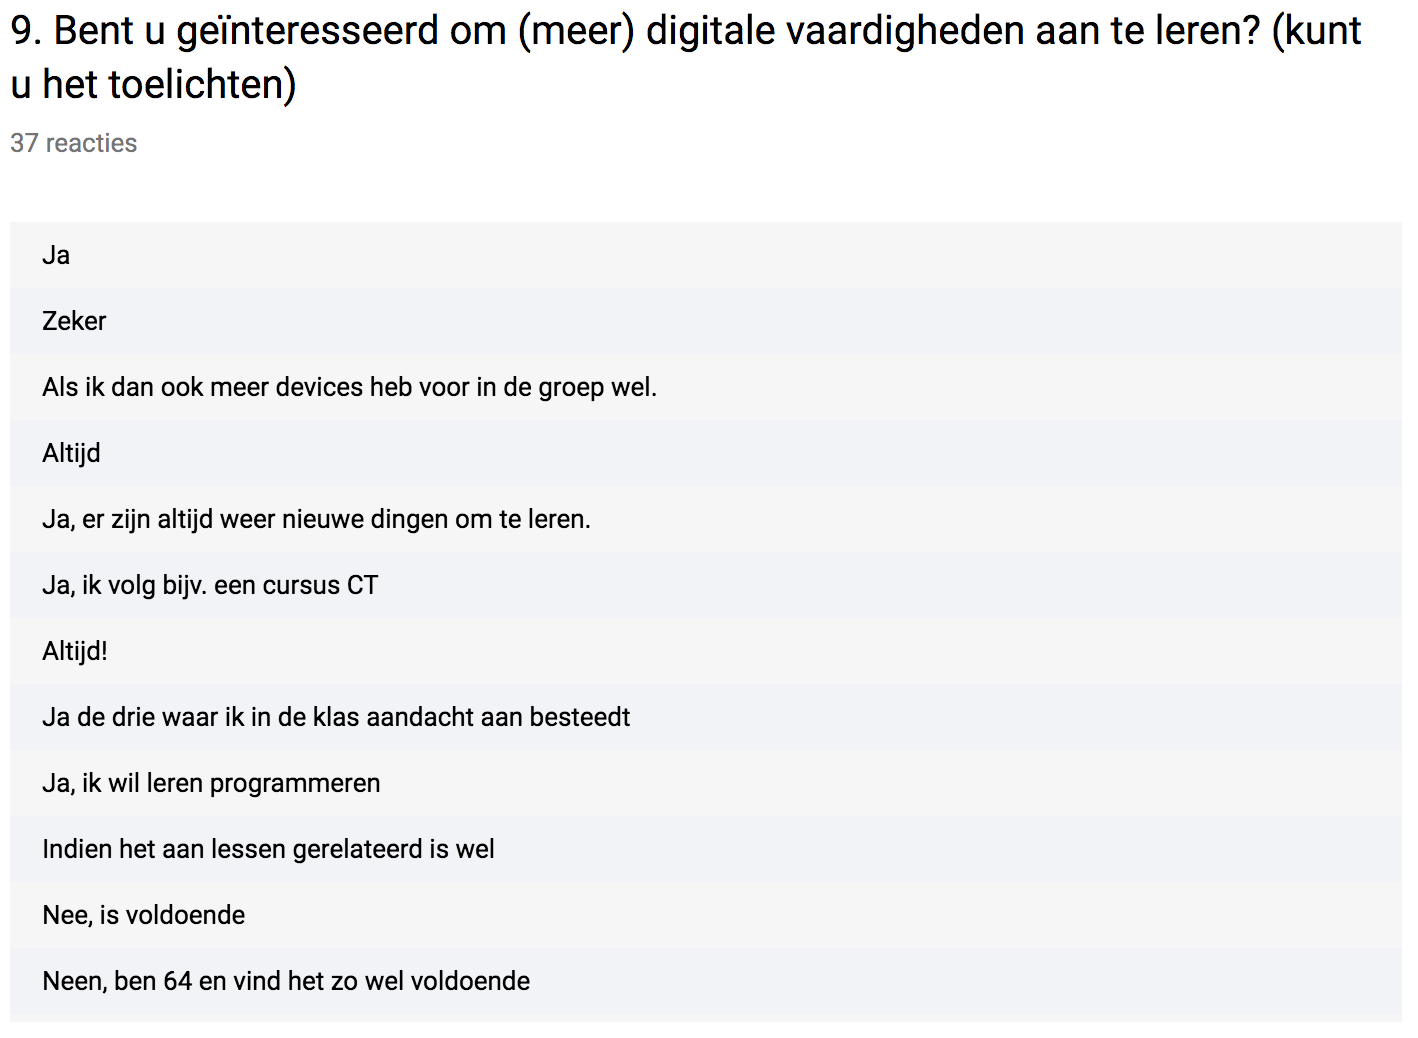 9. Bent u geïnteresseerd om (meer) digitale vaardigheden aan te leren? (kunt
u het toelichten)
37 reacties
Ja
Zeker
Als ik dan ook meer devices heb voor in de groep wel.
Altijd
Ja, er zijn altijd weer nieuwe dingen om te leren.
Ja, ik volg bijv. een cursus CT
Altijd!
Ja de drie waar ik in de klas aandacht aan besteedt
Ja, ik wil leren programmeren
Indien het aan lessen gerelateerd is wel
Nee, is voldoende
Neen, ben 64 en vind het zo wel voldoende